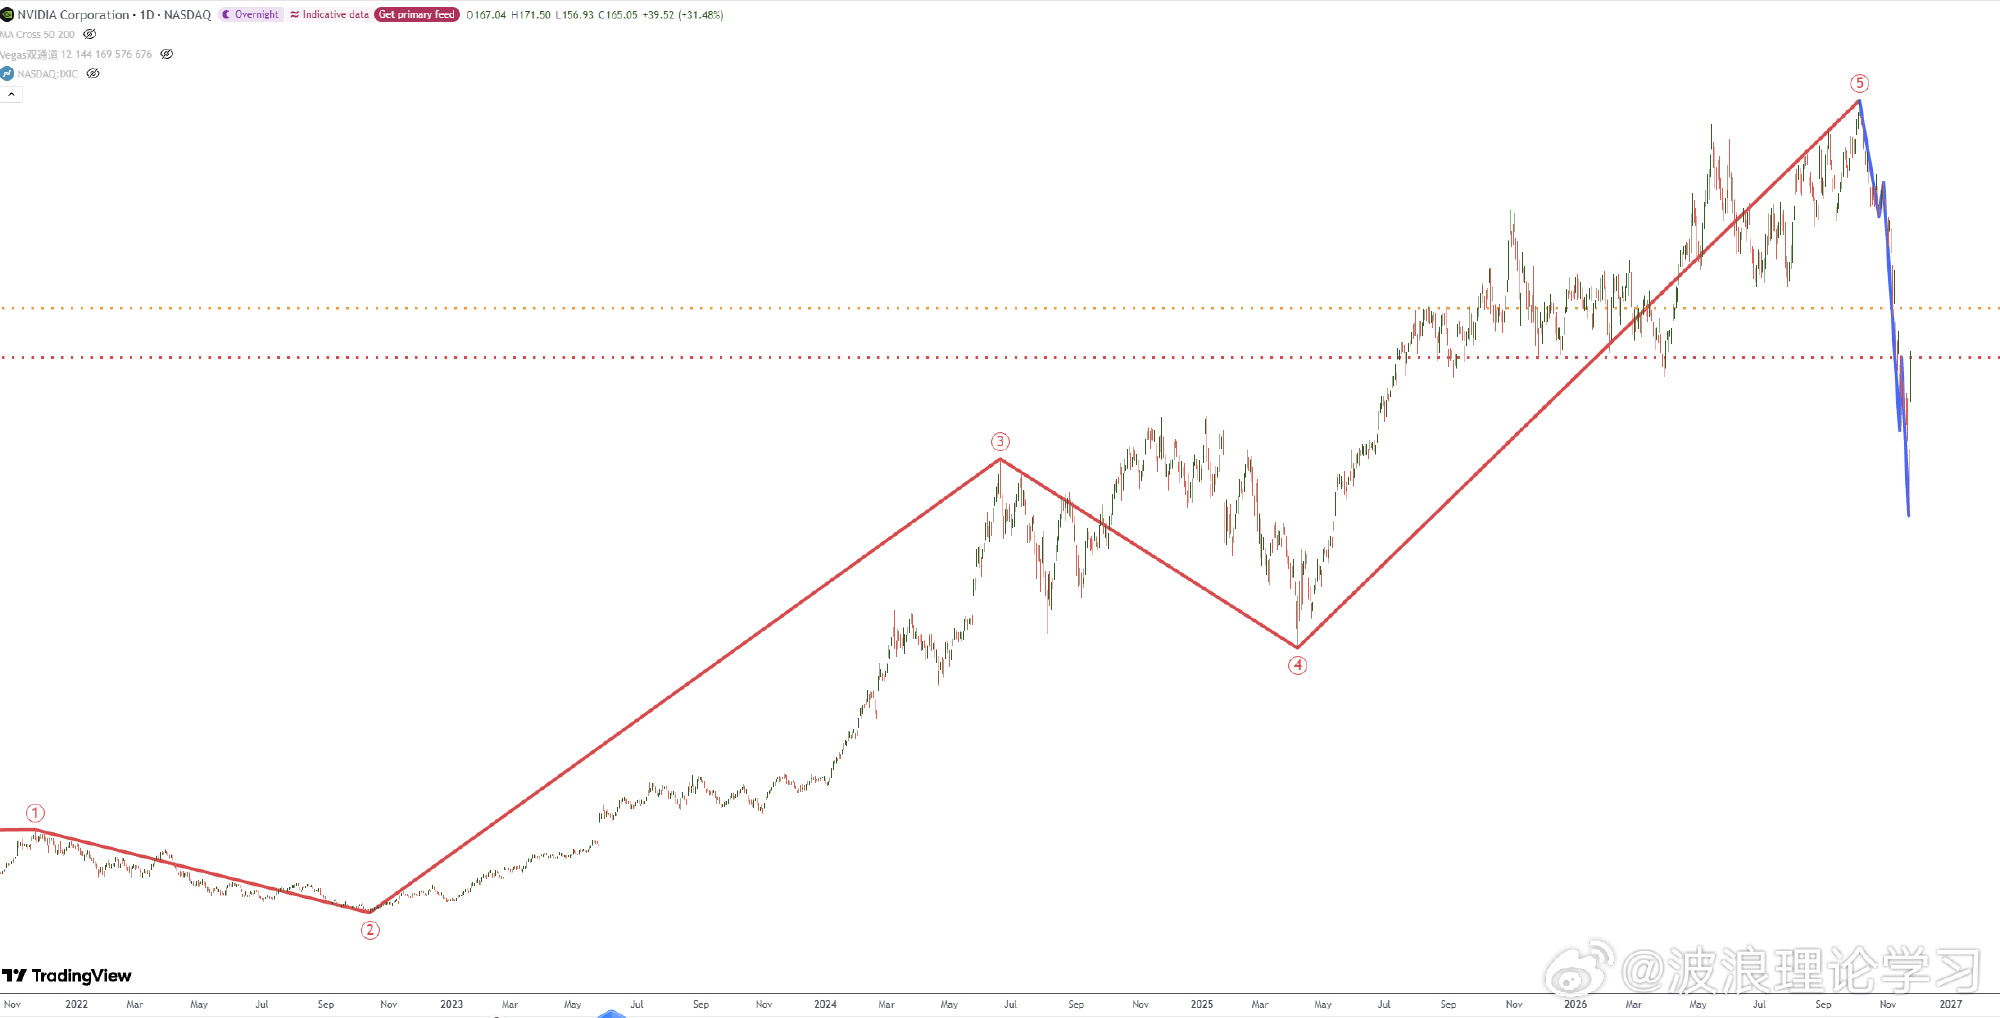 NVIDIA Corporation · 1D · NASDAQ Overnight Indicative data Get primary feed O167.04 H171.50 L156.93 C165.05 +39.52 (+31.48%)
MA Cross 50 200
Vegas双通道 12 144 169 576 676
NASDAQ:IXIC
⑤
③
④
①
②
TradingView
@波浪理论学习
Nov 2022 Mar May Jul Sep Nov 2023 Mar May Jul Sep Nov 2024 Mar May Jul Sep Nov 2025 Mar May Jul Sep Nov 2026 Mar May Jul Sep Nov 2027